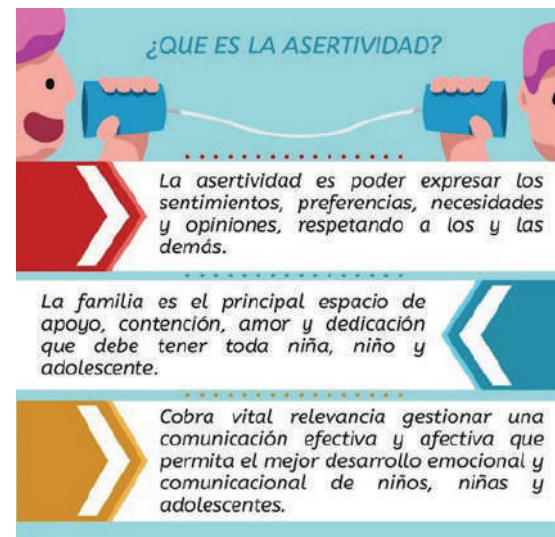 ¿QUE ES LA ASERTIVIDAD?
La asertividad es poder expresar los
sentimientos, preferencias, necesidades
y opiniones, respetando a los y las
demás.
La familia es el principal espacio de
apoyo, contención, amor y dedicación
que debe tener toda niña, niño y
adolescente.
Cobra vital relevancia gestionar una
comunicación efectiva y afectiva que
permita el mejor desarrollo emocional y
comunicacional de niños, niñas y
adolescentes.